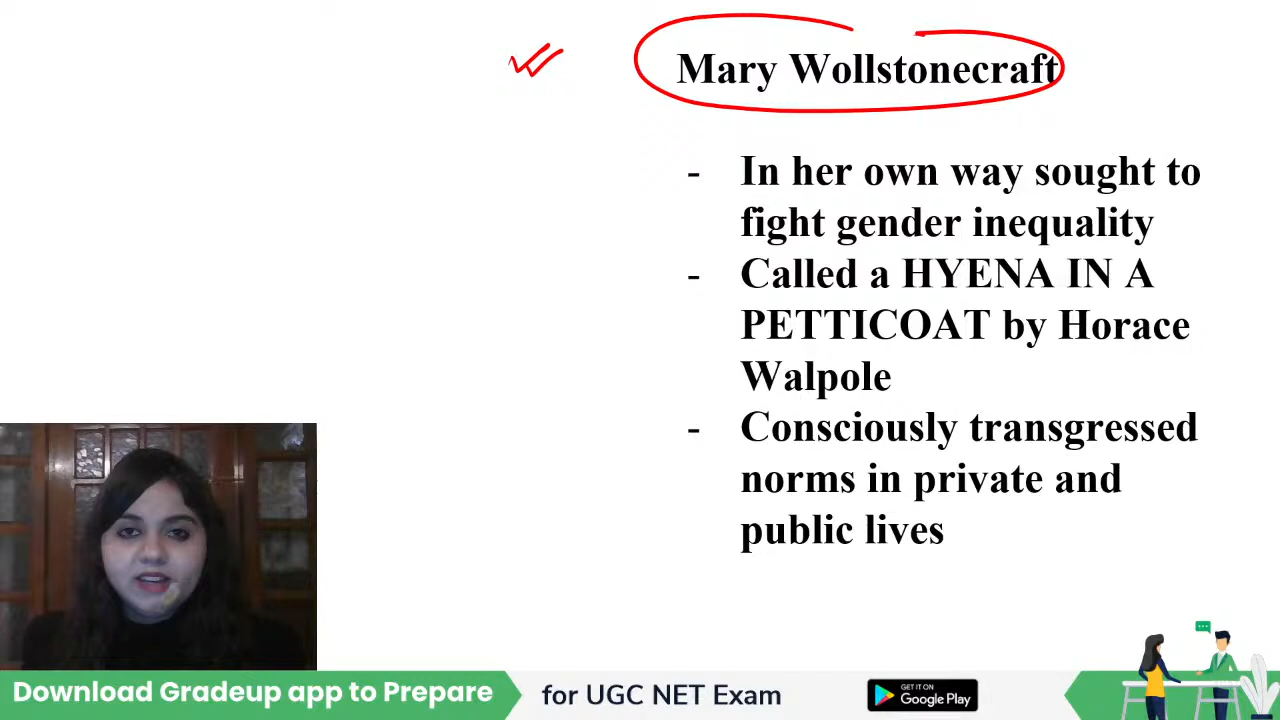 Mary Wollstonecraft
- In her own way sought to
fight gender inequality
- Called a HYENA IN A
PETTICOAT by Horace
Walpole
- Consciously transgressed
norms in private and
public lives
Download Gradeup app to Prepare
for UGC NET Exam
GET IT ON
Google Play